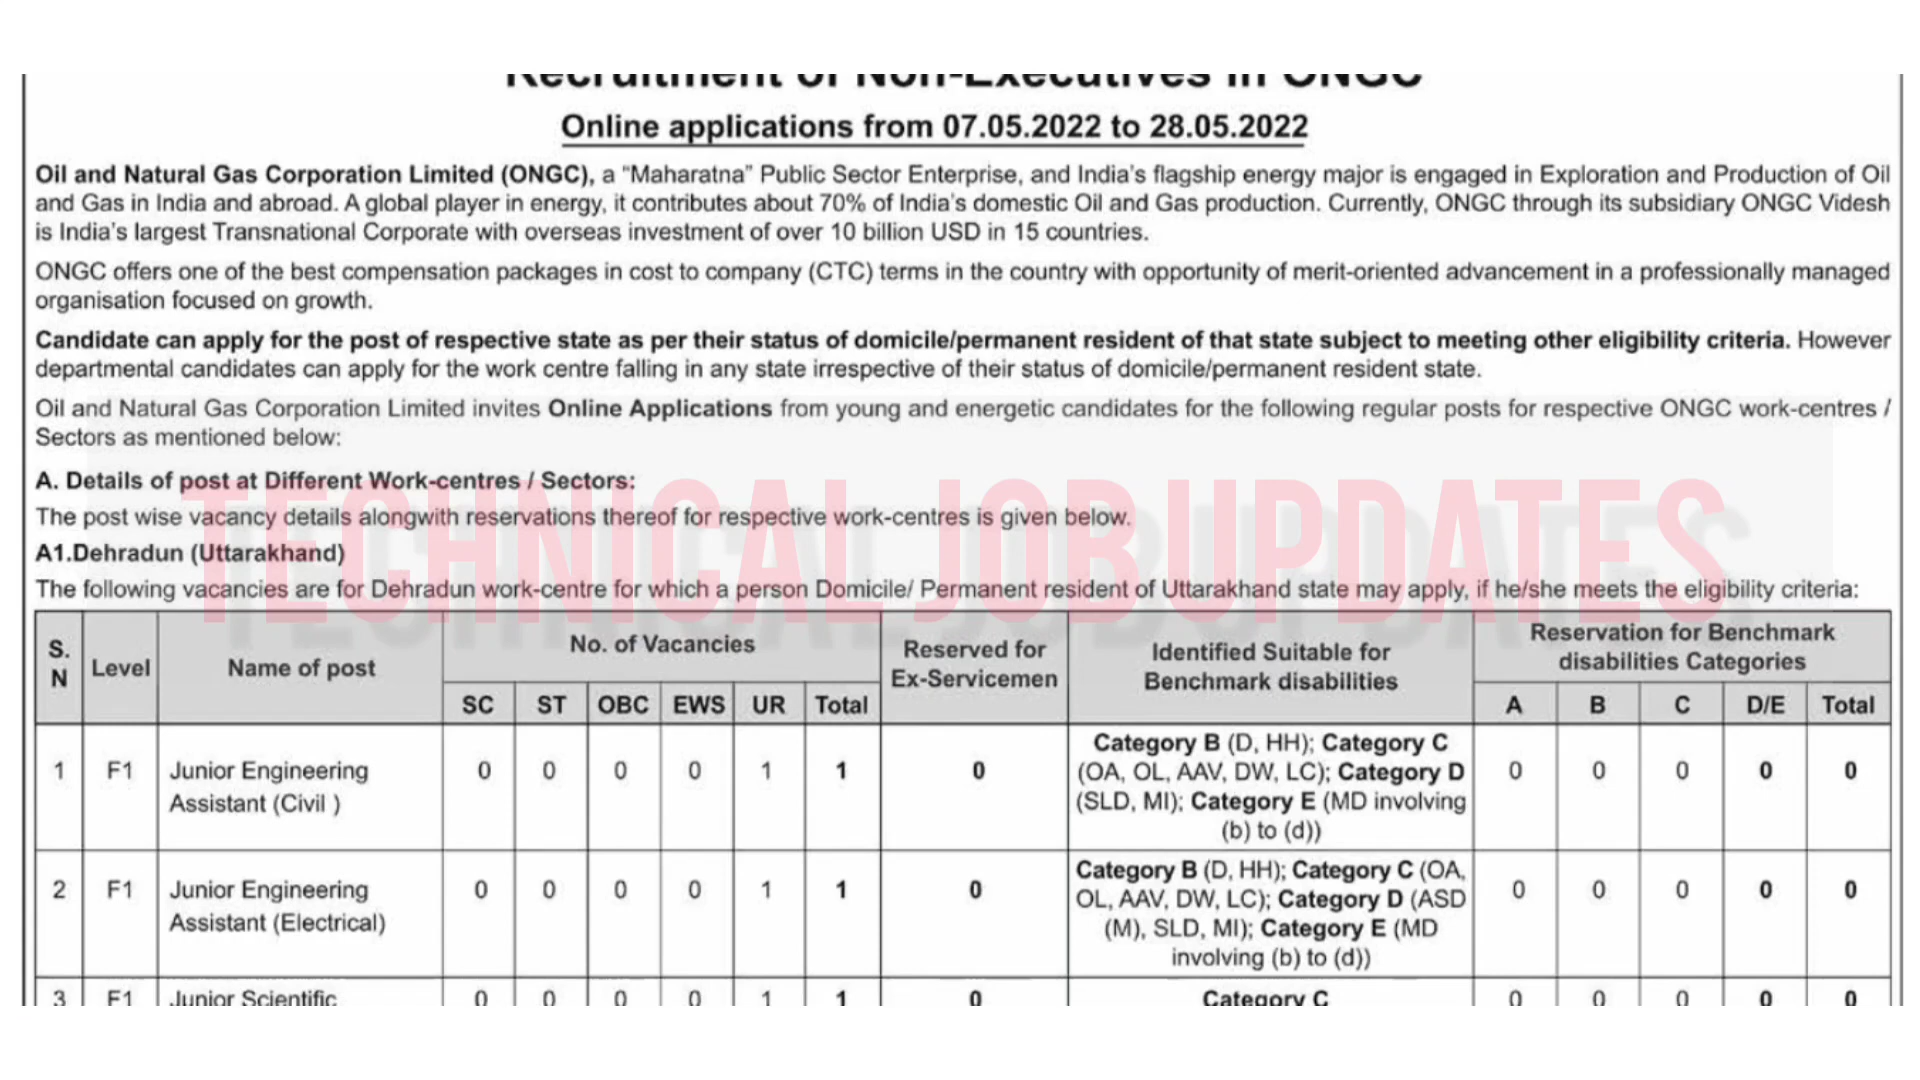 Recruitment of Non-Executives in ONGC
Online applications from 07.05.2022 to 28.05.2022
Oil and Natural Gas Corporation Limited (ONGC), a “Maharatna” Public Sector Enterprise, and India’s flagship energy major is engaged in Exploration and Production of Oil
and Gas in India and abroad. A global player in energy, it contributes about 70% of India’s domestic Oil and Gas production. Currently, ONGC through its subsidiary ONGC Videsh
is India’s largest Transnational Corporate with overseas investment of over 10 billion USD in 15 countries.
ONGC offers one of the best compensation packages in cost to company (CTC) terms in the country with opportunity of merit-oriented advancement in a professionally managed
organisation focused on growth.
Candidate can apply for the post of respective state as per their status of domicile/permanent resident of that state subject to meeting other eligibility criteria. However
departmental candidates can apply for the work centre falling in any state irrespective of their status of domicile/permanent resident state.
Oil and Natural Gas Corporation Limited invites Online Applications from young and energetic candidates for the following regular posts for respective ONGC work-centres /
Sectors as mentioned below:
A. Details of post at Different Work-centres / Sectors:
TECHNICAL JOBUPDATES
The post wise vacancy details alongwith reservations thereof for respective work-centres is given below.
A1.Dehradun (Uttarakhand)
The following vacancies are for Dehradun work-centre for which a person Domicile/ Permanent resident of Uttarakhand state may apply, if he/she meets the eligibility criteria:
S. N Level Name of post No. of Vacancies Reserved for Ex-Servicemen Identified Suitable for Benchmark disabilities Reservation for Benchmark disabilities Categories
SC ST OBC EWS UR Total A B C D/E Total
1 F1 Junior Engineering 0 0 0 0 1 1 0 Category B (D, HH); Category C 0 0 0 0 0
Assistant (Civil ) (OA, OL, AAV, DW, LC); Category D
(SLD, MI); Category E (MD involving
(b) to (d))
2 F1 Junior Engineering 0 0 0 0 1 1 0 Category B (D, HH); Category C (OA, 0 0 0 0 0
Assistant (Electrical) OL, AAV, DW, LC); Category D (ASD
(M), SLD, MI); Category E (MD
involving (b) to (d))
3 F1 Junior Scientific 0 0 0 0 1 1 0 Category C 0 0 0 0 0